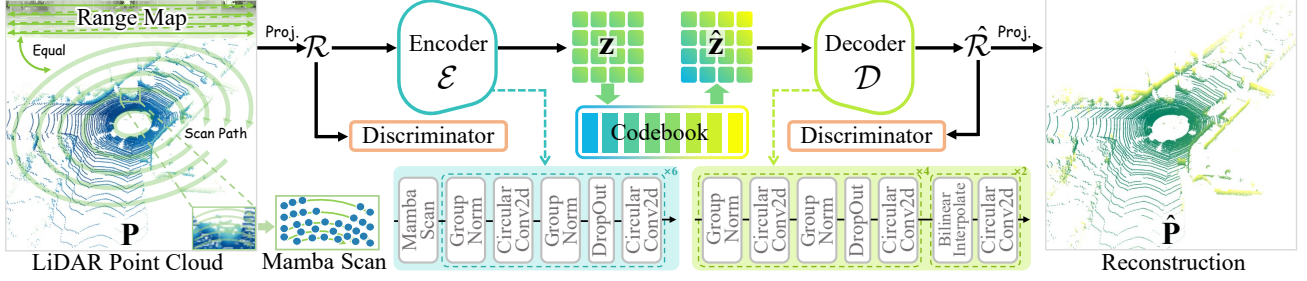 Range Map
Equal
Scan Path
P
LiDAR Point Cloud
Proj.
R
Encoder
E
z
ẑ
Decoder
D
R̂
Proj.
Discriminator
Codebook
Discriminator
Mamba Scan
Mamba
Scan
Group
Norm
Circular
Conv2d
Group
Norm
DropOut
Circular
Conv2d
×6
Group
Norm
Circular
Conv2d
Group
Norm
DropOut
Circular
Conv2d
×4
Bilinear
Interpolate
Circular
Conv2d
×2
P̂
Reconstruction